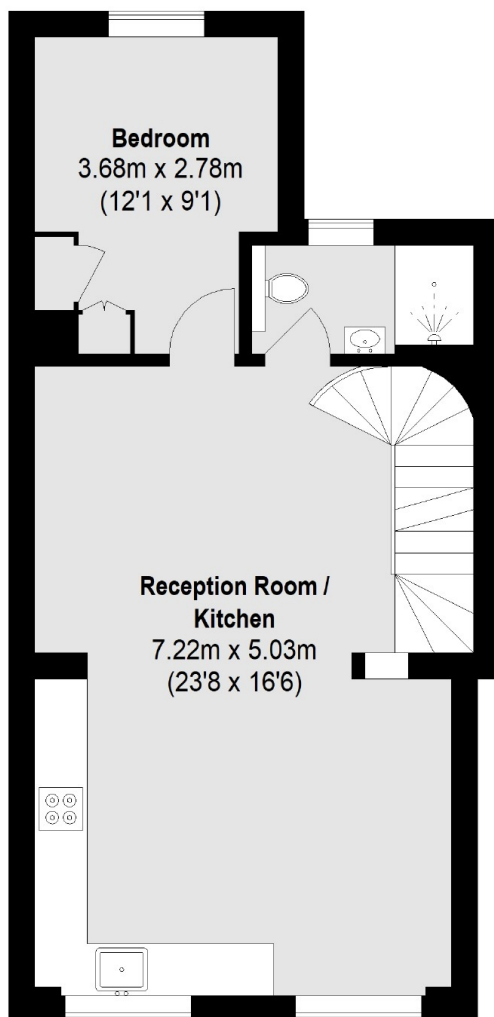 Bedroom
3.68m x 2.78m
(12'1 x 9'1)
Reception Room /
Kitchen
7.22m x 5.03m
(23'8 x 16'6)